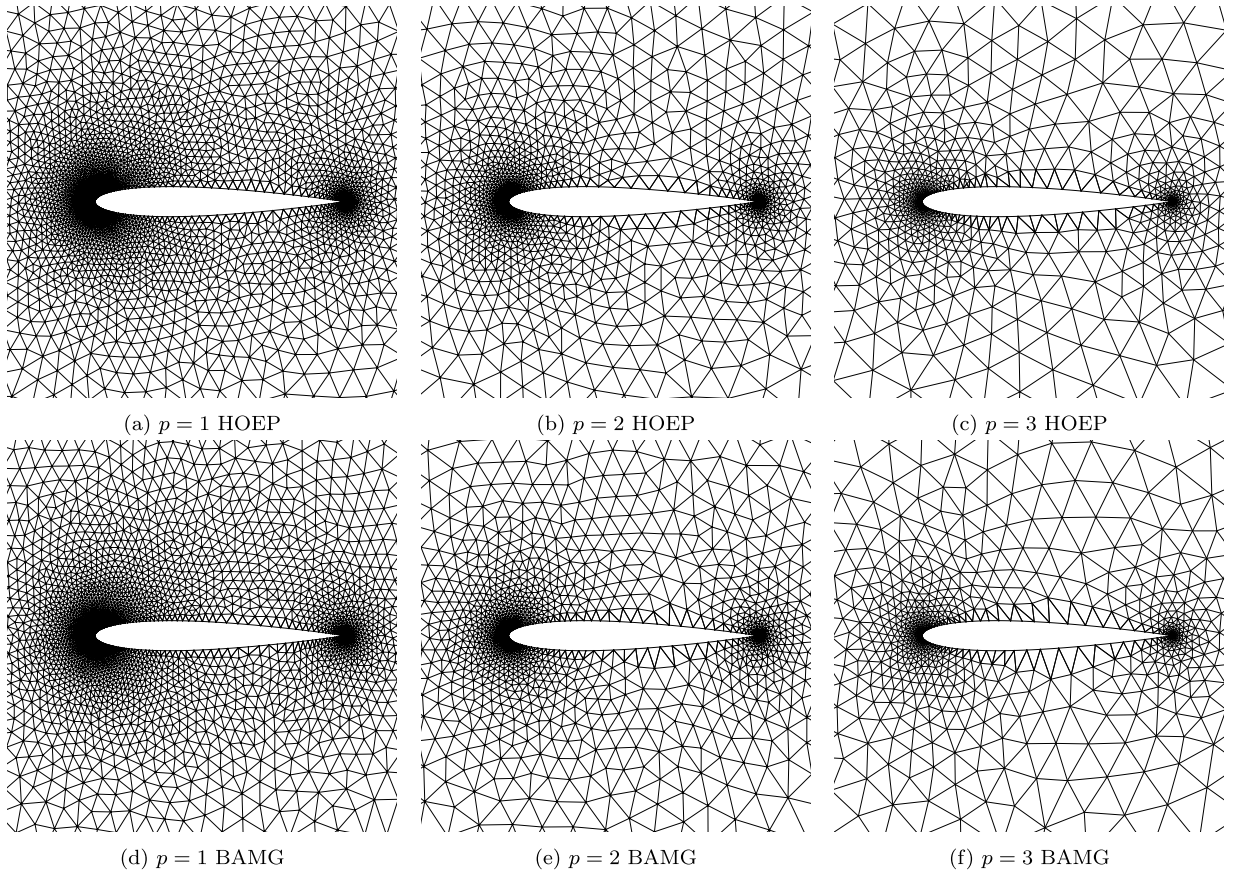 (a) p = 1 HOEP
(b) p = 2 HOEP
(c) p = 3 HOEP
(d) p = 1 BAMG
(e) p = 2 BAMG
(f) p = 3 BAMG